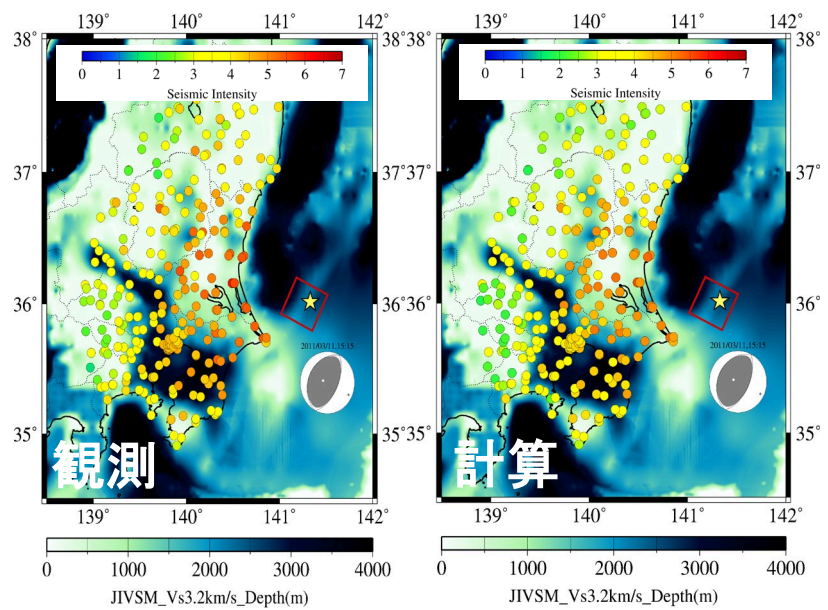 139° 140° 141° 142° 139° 140° 141° 142°
38° 38°38° 38°
0 1 2 3 4 5 6 7 0 1 2 3 4 5 6 7
Seismic Intensity Seismic Intensity
37° 37°37° 37°
36° 36°36° 36°
2011/03/11,15:15 2011/03/11,15:15
35° 35°35° 35°
観測 計算
139° 140° 141° 142° 139° 140° 141° 142°
0 1000 2000 3000 4000 0 1000 2000 3000 4000
JIVSM_Vs3.2km/s_Depth(m) JIVSM_Vs3.2km/s_Depth(m)